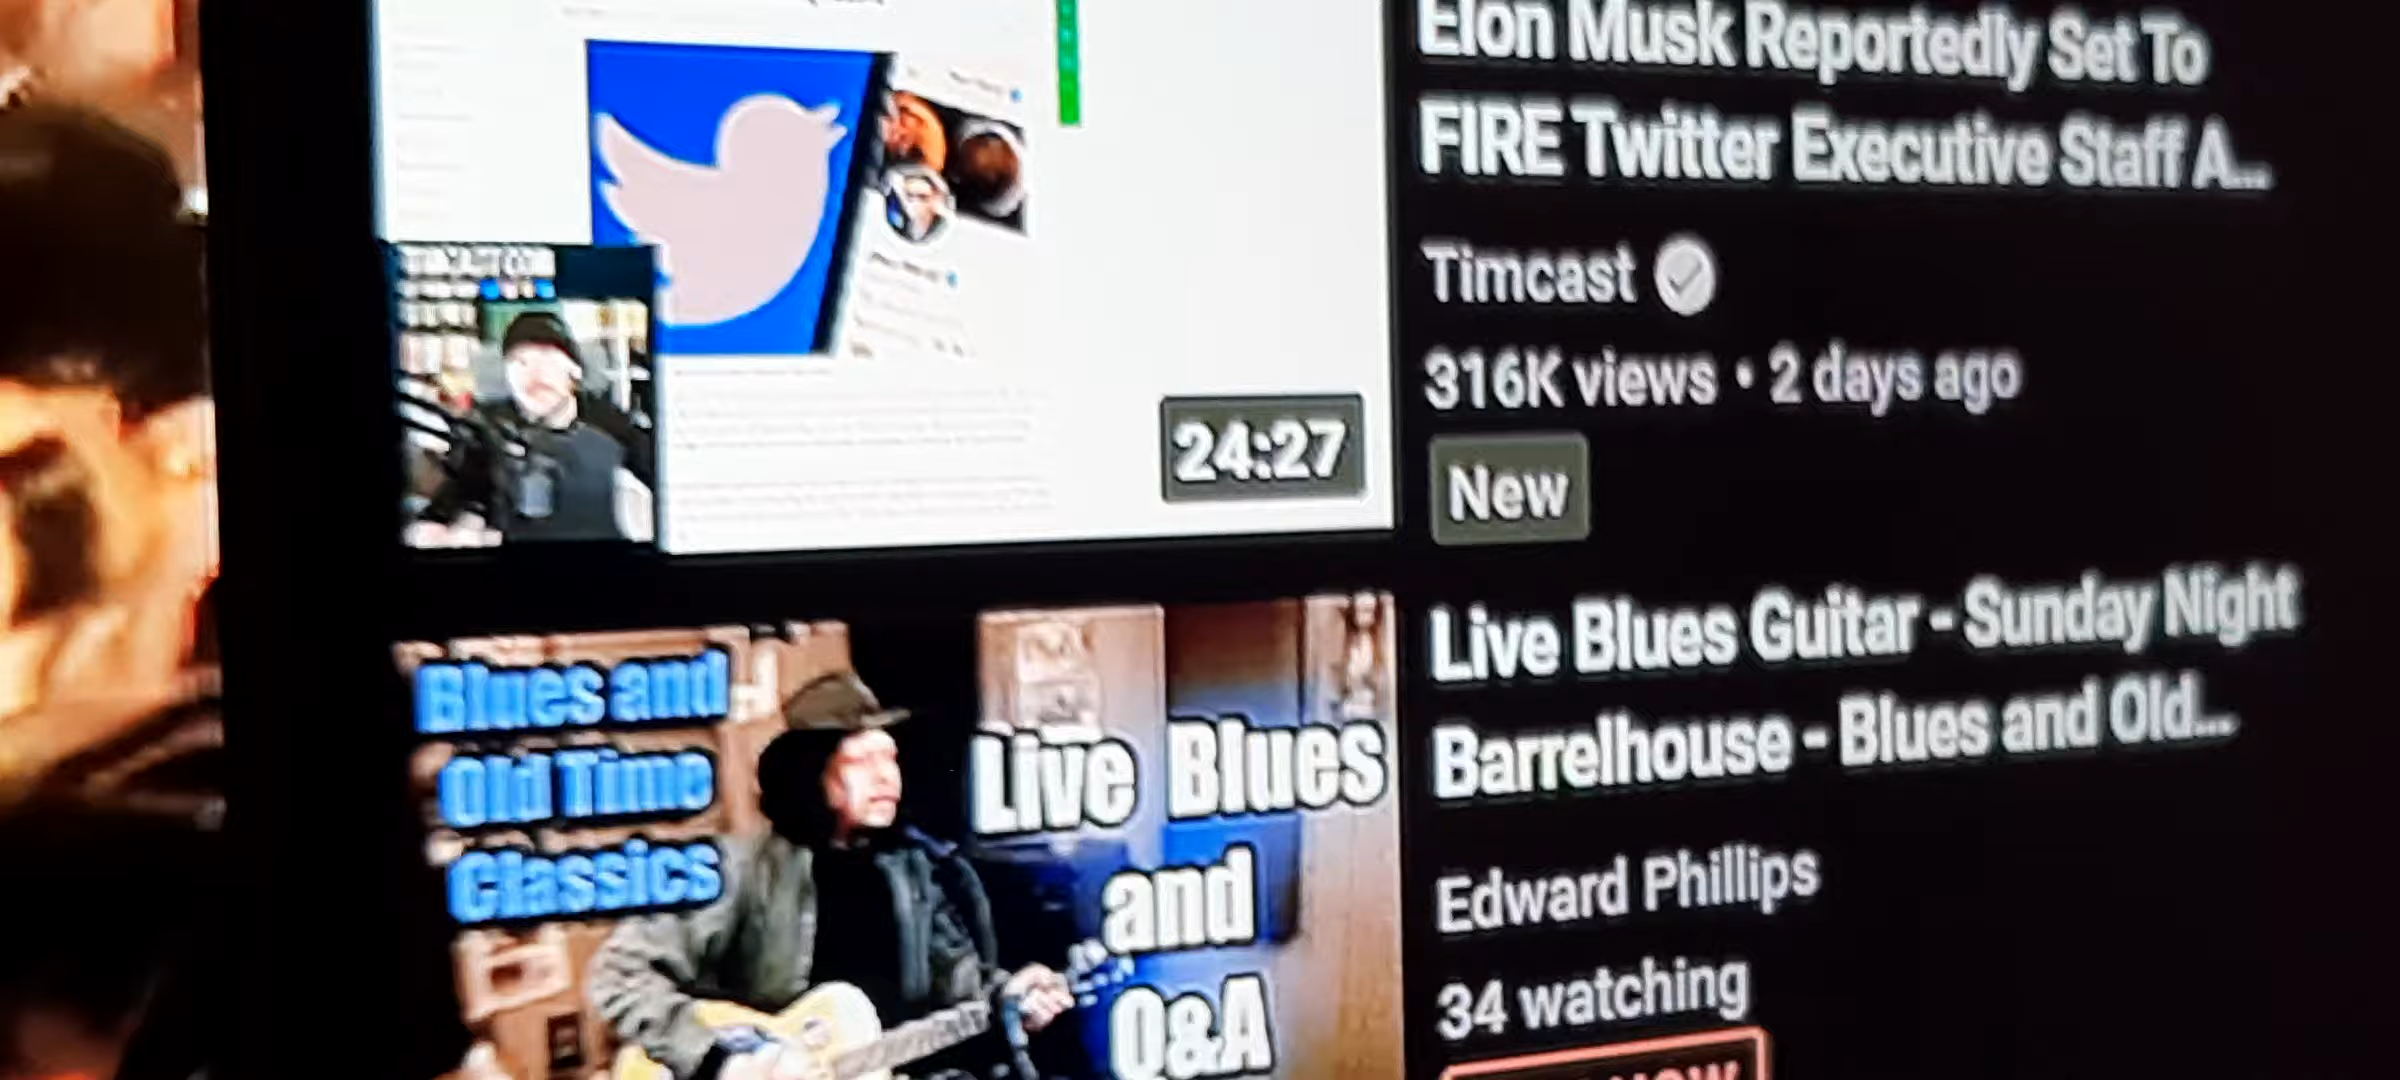 Elon Musk Reportedly Set To
FIRE Twitter Executive Staff A...
Timcast
316K views • 2 days ago
New
24:27
Blues and
Old Time
Classics
Live Blues
and
Q&A
Live Blues Guitar - Sunday Night
Barrelhouse - Blues and Old...
Edward Phillips
34 watching
NOW